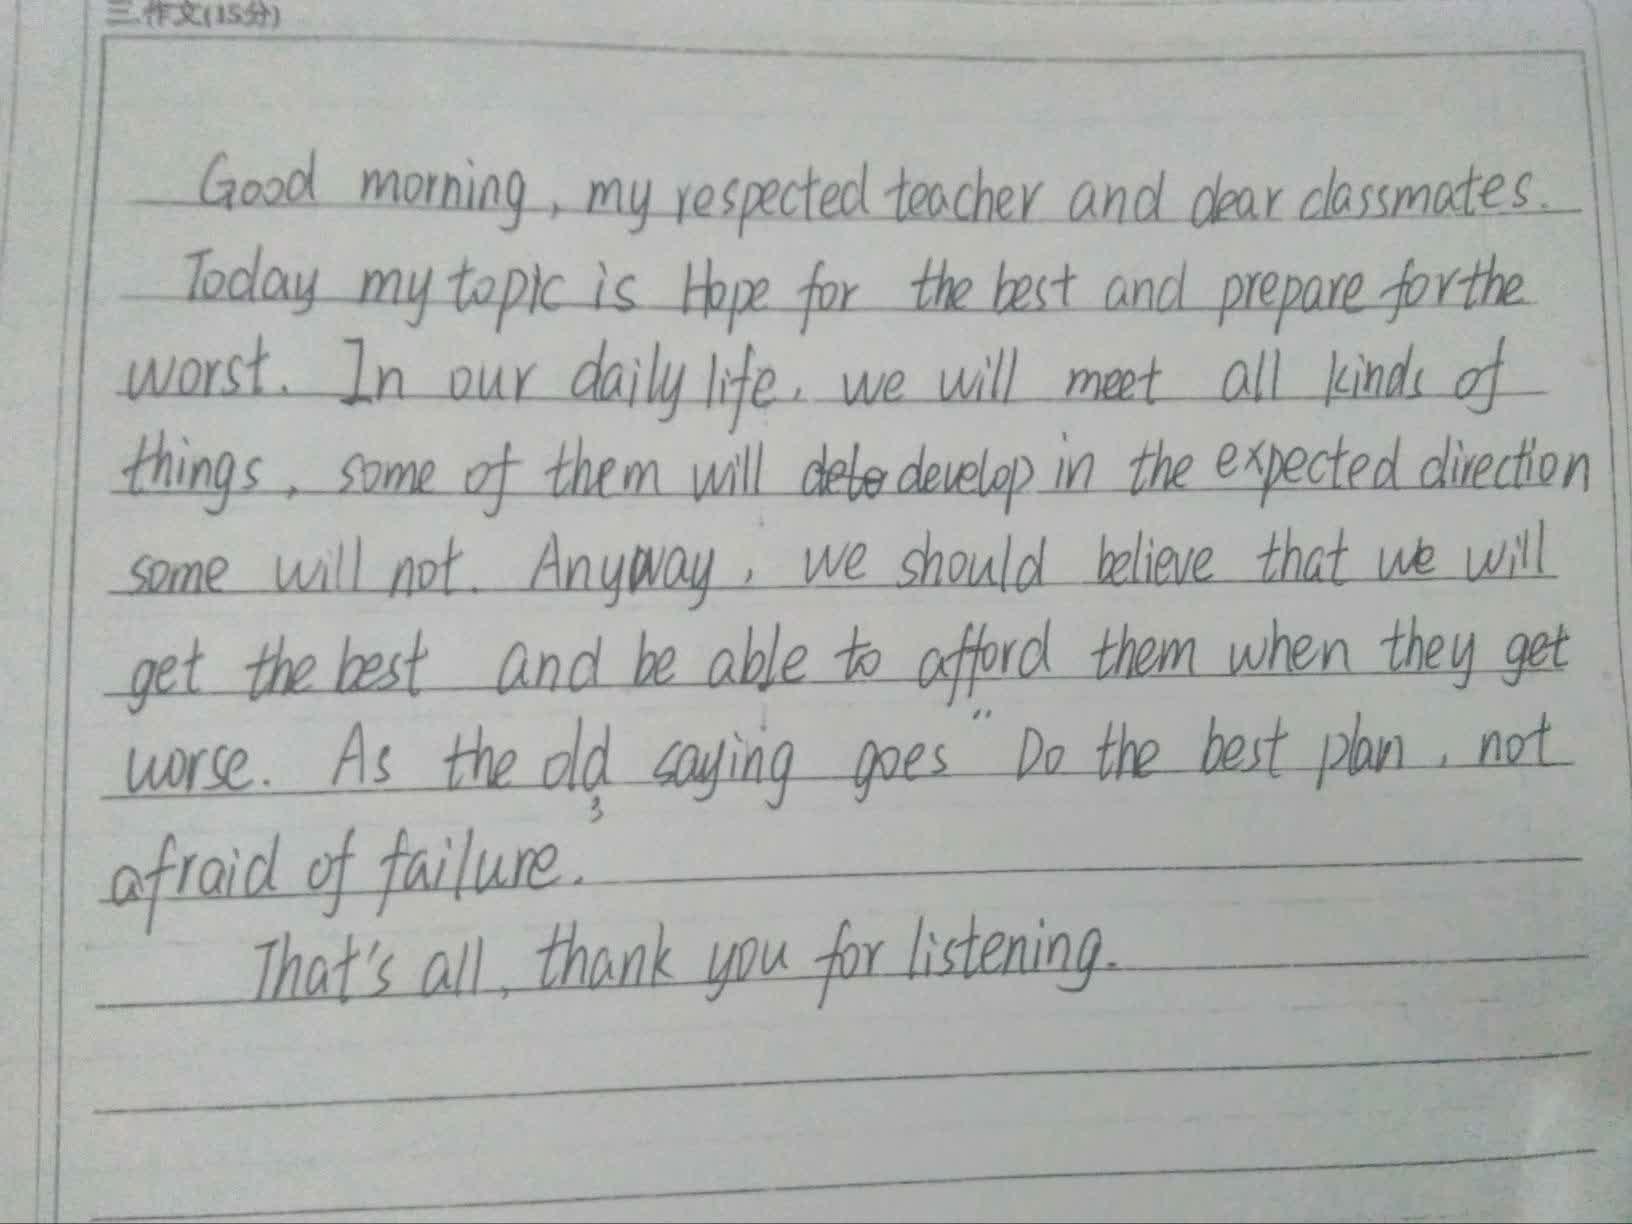 三.作文(15分)
Good morning, my respected teacher and dear classmates.
Today my topic is Hope for the best and prepare for the
worst. In our daily life, we will meet all kinds of
things, some of them will develop in the expected direction
some will not. Anyway, we should believe that we will
get the best and be able to afford them when they get
worse. As the old saying goes " Do the best plan, not
afraid of failure.
That's all, thank you for listening.